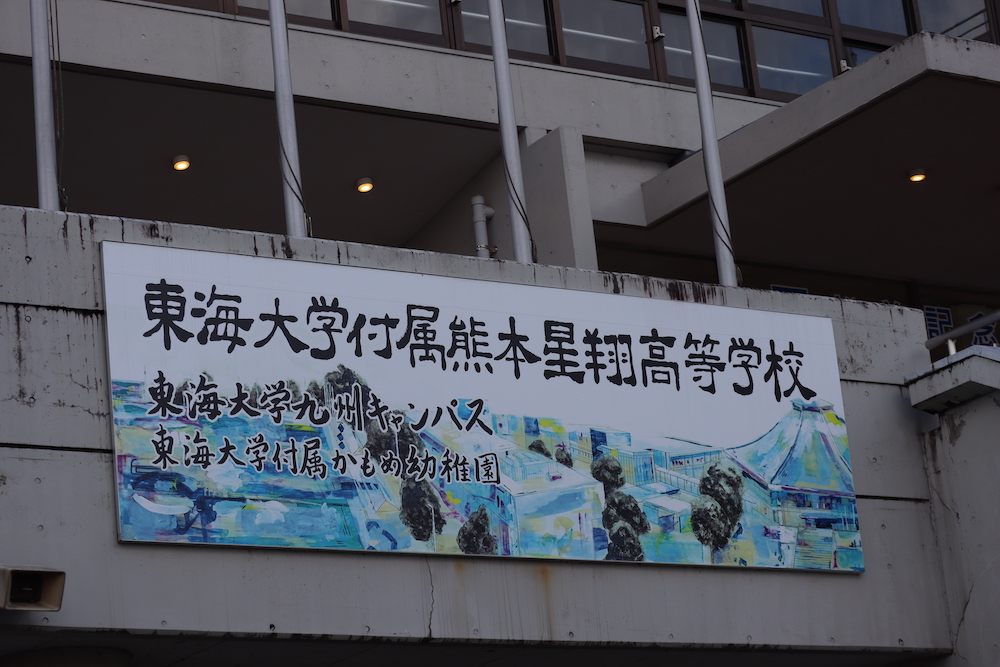 東海大学付属熊本星翔高等学校
東海大学九州キャンパス
東海大学付属かもめ幼稚園